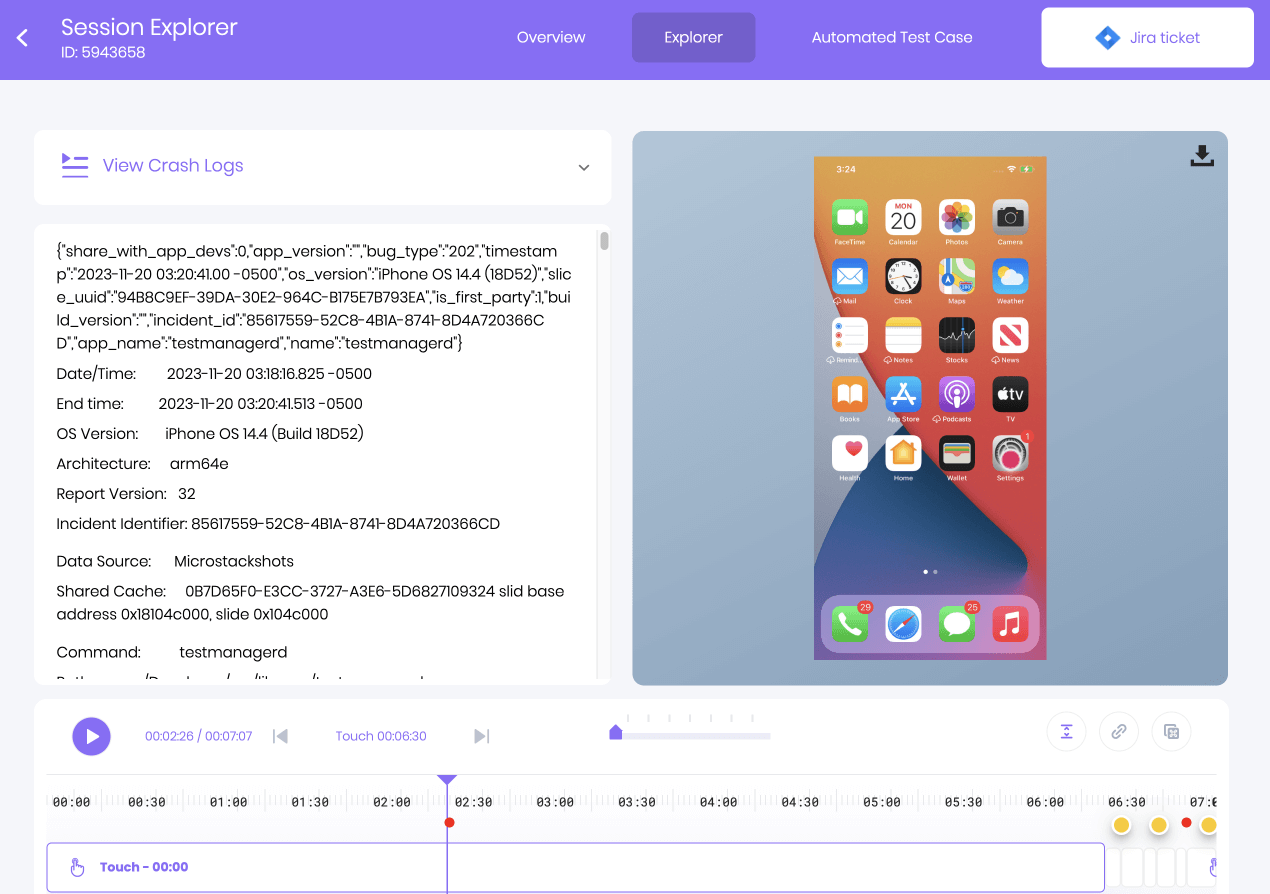 Session Explorer
ID: 5943658
Overview
Explorer
Automated Test Case
Jira ticket
View Crash Logs
{"share_with_app_devs":0,"app_version":"","bug_type":"202","timestam
p":"2023-11-20 03:20:41.00 -0500","os_version":"iPhone OS 14.4 (18D52)","slic
e_uuid":"94B8C9EF-39DA-30E2-964C-B175E7B793EA","is_first_party":1,"bui
ld_version":"","incident_id":"85617559-52C8-4B1A-8741-8D4A720366C
D","app_name":"testmanagerd","name":"testmanagerd"}
Date/Time: 2023-11-20 03:18:16.825 -0500
End time: 2023-11-20 03:20:41.513 -0500
OS Version: iPhone OS 14.4 (Build 18D52)
Architecture: arm64e
Report Version: 32
Incident Identifier: 85617559-52C8-4B1A-8741-8D4A720366CD
Data Source: Microstackshots
Shared Cache: 0B7D65F0-E3CC-3727-A3E6-5D6827109324 slid base
address 0x18104c000, slide 0x104c000
Command: testmanagerd
3:24
MON
20
FaceTime Calendar Photos Camera
Mail Clock Maps Weather
Remind... Notes Stocks News
tv
Books App Store Podcasts TV
1
Health Home Wallet Settings
29 25
00:02:26 / 00:07:07
Touch 00:06:30
00:00 00:30 01:00 01:30 02:00 02:30 03:00 03:30 04:00 04:30 05:00 05:30 06:00 06:30
Touch - 00:00